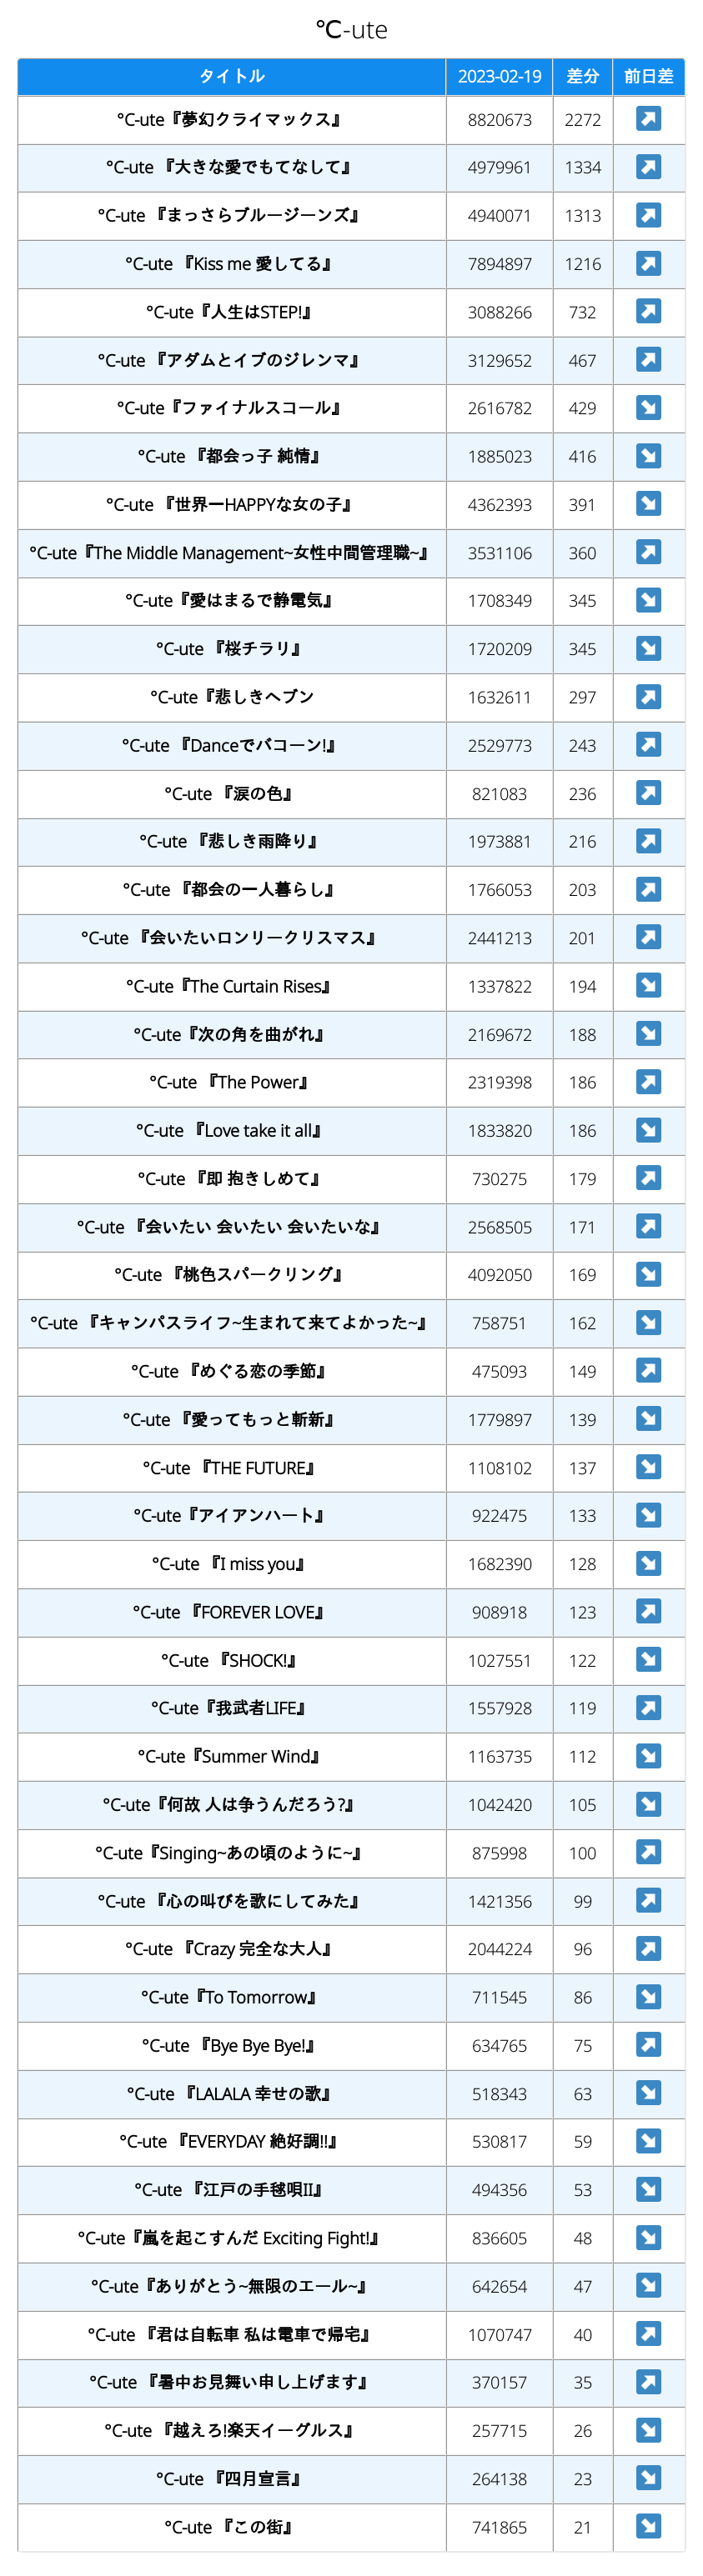 ℃-ute
タイトル 2023-02-19 差分 前日差
°C-ute『夢幻クライマックス』 8820673 2272 ↗
°C-ute 『大きな愛でもてなして』 4979961 1334 ↗
°C-ute 『まっさらブルージーンズ』 4940071 1313 ↗
°C-ute 『Kiss me 愛してる』 7894897 1216 ↗
°C-ute『人生はSTEP!』 3088266 732 ↗
°C-ute 『アダムとイブのジレンマ』 3129652 467 ↗
°C-ute『ファイナルスコール』 2616782 429 ↘
°C-ute 『都会っ子 純情』 1885023 416 ↘
°C-ute 『世界一HAPPYな女の子』 4362393 391 ↘
°C-ute『The Middle Management~女性中間管理職~』 3531106 360 ↗
°C-ute『愛はまるで静電気』 1708349 345 ↘
°C-ute 『桜チラリ』 1720209 345 ↘
°C-ute『悲しきヘブン 1632611 297 ↗
°C-ute 『Danceでバコーン!』 2529773 243 ↗
°C-ute 『涙の色』 821083 236 ↗
°C-ute 『悲しき雨降り』 1973881 216 ↗
°C-ute 『都会の一人暮らし』 1766053 203 ↗
°C-ute 『会いたいロンリークリスマス』 2441213 201 ↗
°C-ute『The Curtain Rises』 1337822 194 ↘
°C-ute『次の角を曲がれ』 2169672 188 ↘
°C-ute 『The Power』 2319398 186 ↗
°C-ute 『Love take it all』 1833820 186 ↘
°C-ute 『即 抱きしめて』 730275 179 ↗
°C-ute 『会いたい 会いたい 会いたいな』 2568505 171 ↗
°C-ute 『桃色スパークリング』 4092050 169 ↘
°C-ute 『キャンパスライフ~生まれて来てよかった~』 758751 162 ↘
°C-ute 『めぐる恋の季節』 475093 149 ↗
°C-ute 『愛ってもっと斬新』 1779897 139 ↘
°C-ute 『THE FUTURE』 1108102 137 ↘
°C-ute『アイアンハート』 922475 133 ↘
°C-ute 『I miss you』 1682390 128 ↘
°C-ute 『FOREVER LOVE』 908918 123 ↗
°C-ute 『SHOCK!』 1027551 122 ↘
°C-ute『我武者LIFE』 1557928 119 ↗
°C-ute『Summer Wind』 1163735 112 ↘
°C-ute『何故 人は争うんだろう?』 1042420 105 ↘
°C-ute『Singing~あの頃のように~』 875998 100 ↗
°C-ute 『心の叫びを歌にしてみた』 1421356 99 ↗
°C-ute 『Crazy 完全な大人』 2044224 96 ↗
°C-ute『To Tomorrow』 711545 86 ↘
°C-ute 『Bye Bye Bye!』 634765 75 ↗
°C-ute 『LALALA 幸せの歌』 518343 63 ↘
°C-ute 『EVERYDAY 絶好調!!』 530817 59 ↘
°C-ute 『江戸の手毬唄II』 494356 53 ↘
°C-ute『嵐を起こすんだ Exciting Fight!』 836605 48 ↘
°C-ute『ありがとう~無限のエール~』 642654 47 ↘
°C-ute 『君は自転車 私は電車で帰宅』 1070747 40 ↗
°C-ute 『暑中お見舞い申し上げます』 370157 35 ↗
°C-ute 『越えろ!楽天イーグルス』 257715 26 ↘
°C-ute 『四月宣言』 264138 23 ↘
°C-ute 『この街』 741865 21 ↘